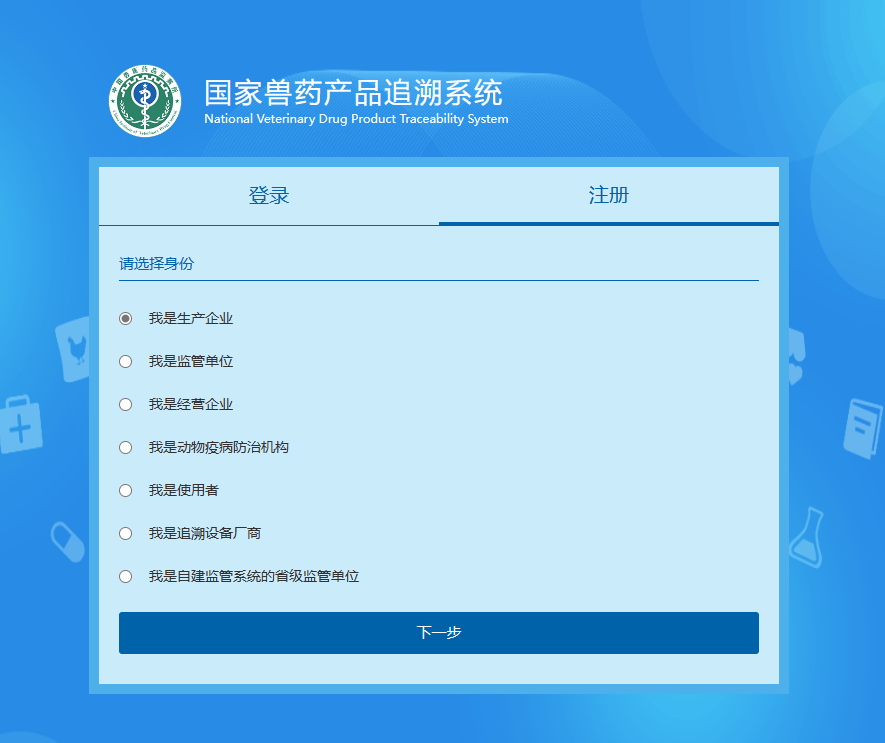 国家兽药产品追溯系统
National Veterinary Drug Product Traceability System
登录
注册
请选择身份
我是生产企业
我是监管单位
我是经营企业
我是动物疫病防治机构
我是使用者
我是追溯设备厂商
我是自建监管系统的省级监管单位
下一步